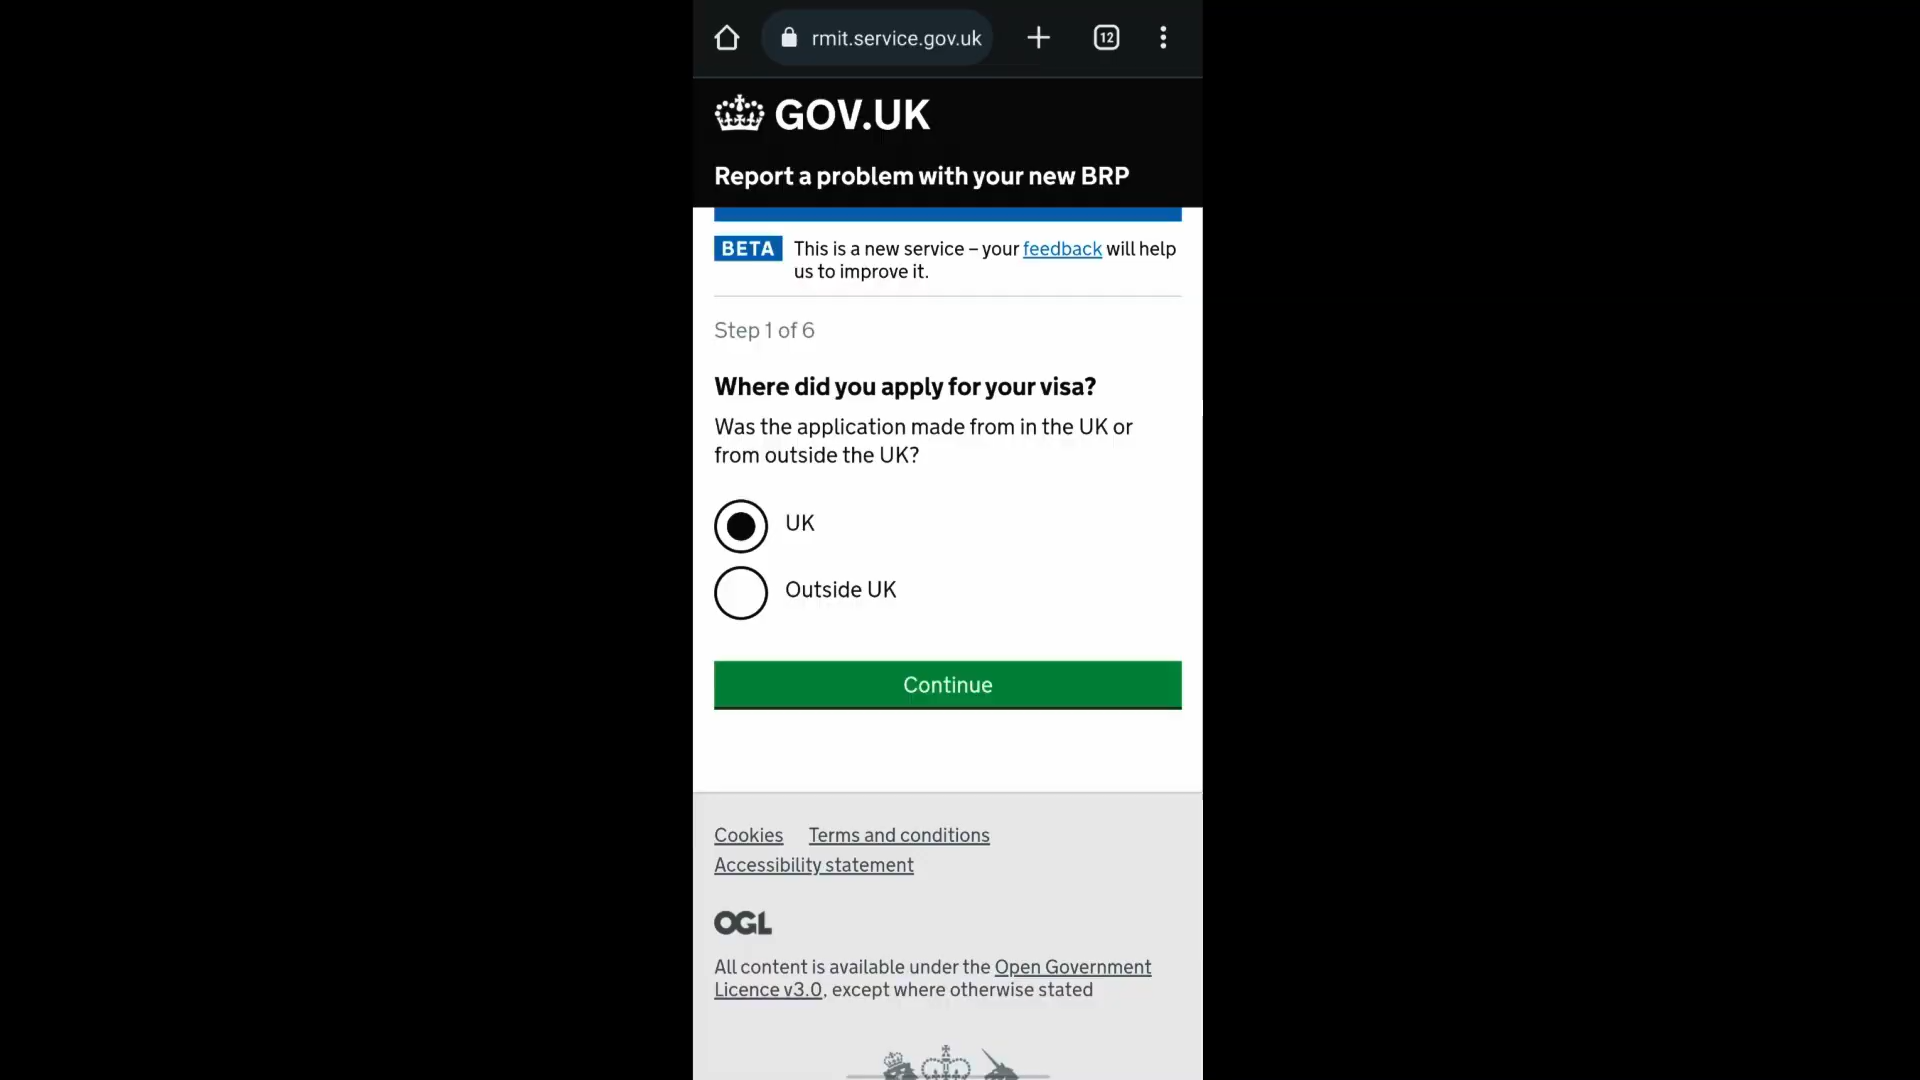 rmit.service.gov.uk
12
GOV.UK
Report a problem with your new BRP
BETA This is a new service – your feedback will help
us to improve it.
Step 1 of 6
Where did you apply for your visa?
Was the application made from in the UK or
from outside the UK?
UK
Outside UK
Continue
Cookies Terms and conditions
Accessibility statement
OGL
All content is available under the Open Government
Licence v3.0, except where otherwise stated